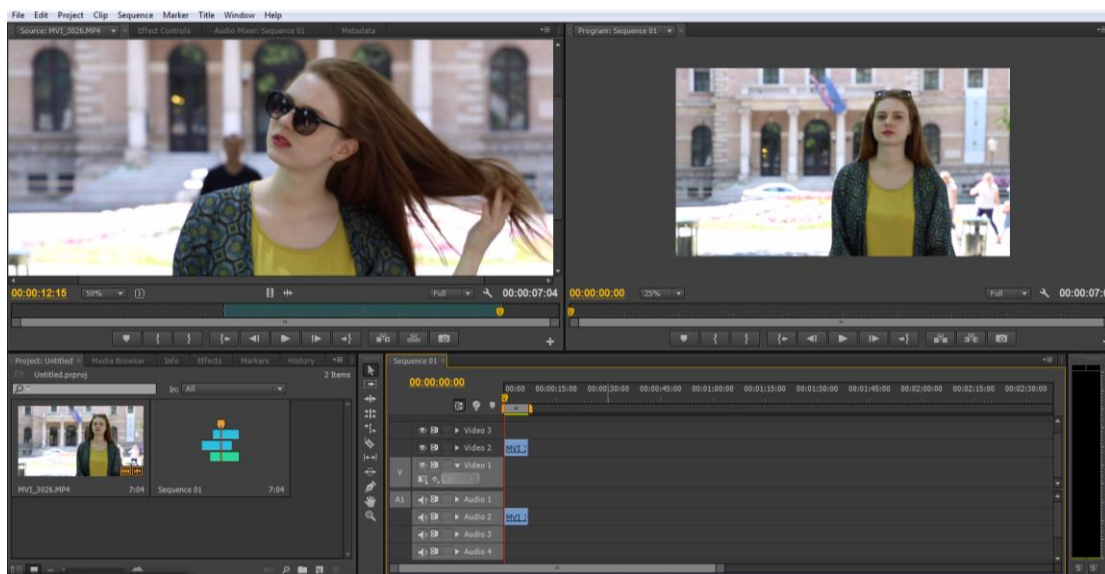 File Edit Project Clip Sequence Marker Title Window Help
Source: MVI_3026.MP4 Effect Controls Audio Mixer: Sequence 01 Metadata
Program: Sequence 01
00:00:12:15 50% Full 00:00:07:04
00:00:00:00 25% Full
Project: Untitled Media Browser Info Effects Markers History
Untitled.prproj 2 Items
In: All
MVI_3026.MP4 7:04 Sequence 01 7:04
Sequence 01
00:00:00:00
00:00 00:00:15:00 00:00:30:00 00:00:45:00 00:01:00:00 00:01:15:00 00:01:30:00 00:01:45:00 00:02:00:00 00:02:15:00 00:02:30:00
Video 3
Video 2 MVI_
V Video 1
A1 Audio 1
Audio 2 MVI_
Audio 3
Audio 4
S S